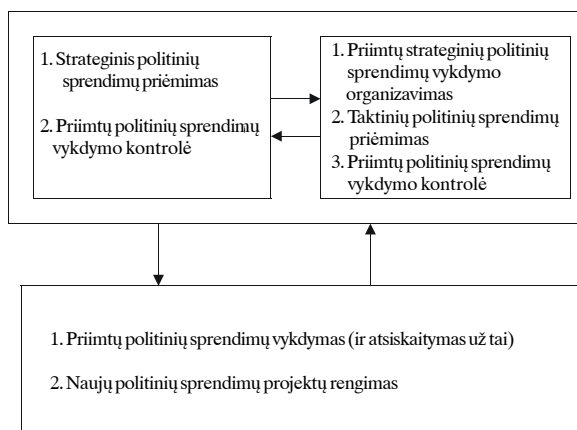 1. Strateginis politinių
sprendimų priėmimas
2. Priimtų politinių sprendimų
vykdymo kontrolė
1. Priimtų strateginių politinių
sprendimų vykdymo
organizavimas
2. Taktinių politinių sprendimų
priėmimas
3. Priimtų politinių sprendimų
vykdymo kontrolė
1. Priimtų politinių sprendimų vykdymas (ir atsiskaitymas už tai)
2. Naujų politinių sprendimų projektų rengimas